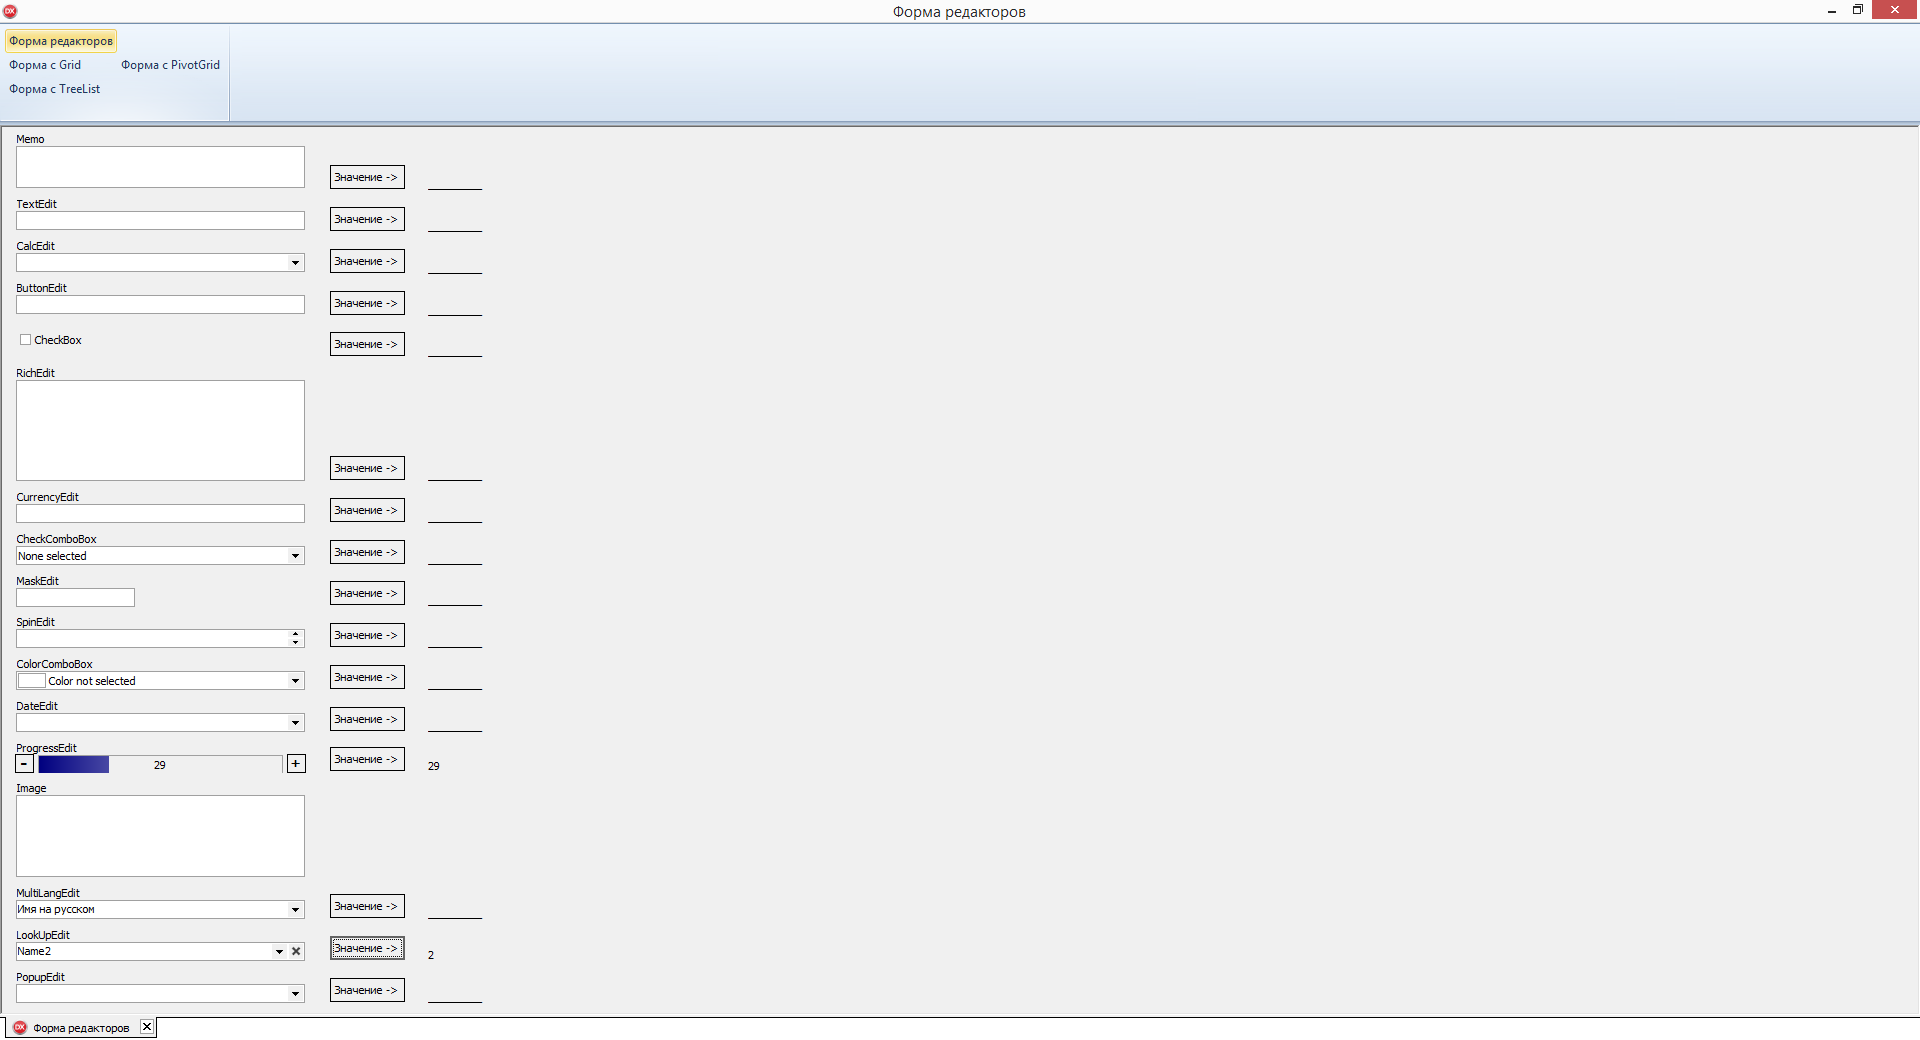 Форма редакторов
Форма редакторов
Форма с Grid Форма с PivotGrid
Форма с TreeList
Memo
Значение ->
TextEdit
Значение ->
CalcEdit
Значение ->
ButtonEdit
Значение ->
CheckBox Значение ->
RichEdit
Значение ->
CurrencyEdit
Значение ->
CheckComboBox
None selected Значение ->
MaskEdit
Значение ->
SpinEdit
Значение ->
ColorComboBox
Color not selected Значение ->
DateEdit
Значение ->
ProgressEdit
- 29 + Значение -> 29
Image
MultiLangEdit
Имя на русском Значение ->
LookUpEdit
Name2 Значение -> 2
PopupEdit
Значение ->
DX Форма редакторов